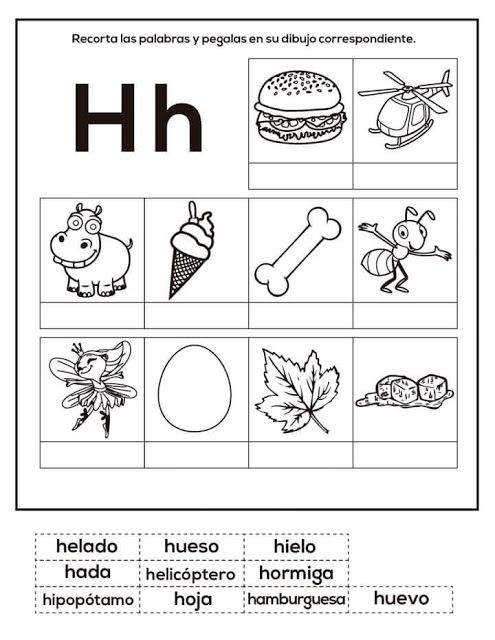 Recorta las palabras y pegalas en su dibujo correspondiente.
Hh
helado hueso hielo
hada helicóptero hormiga
hipopótamo hoja hamburguesa huevo